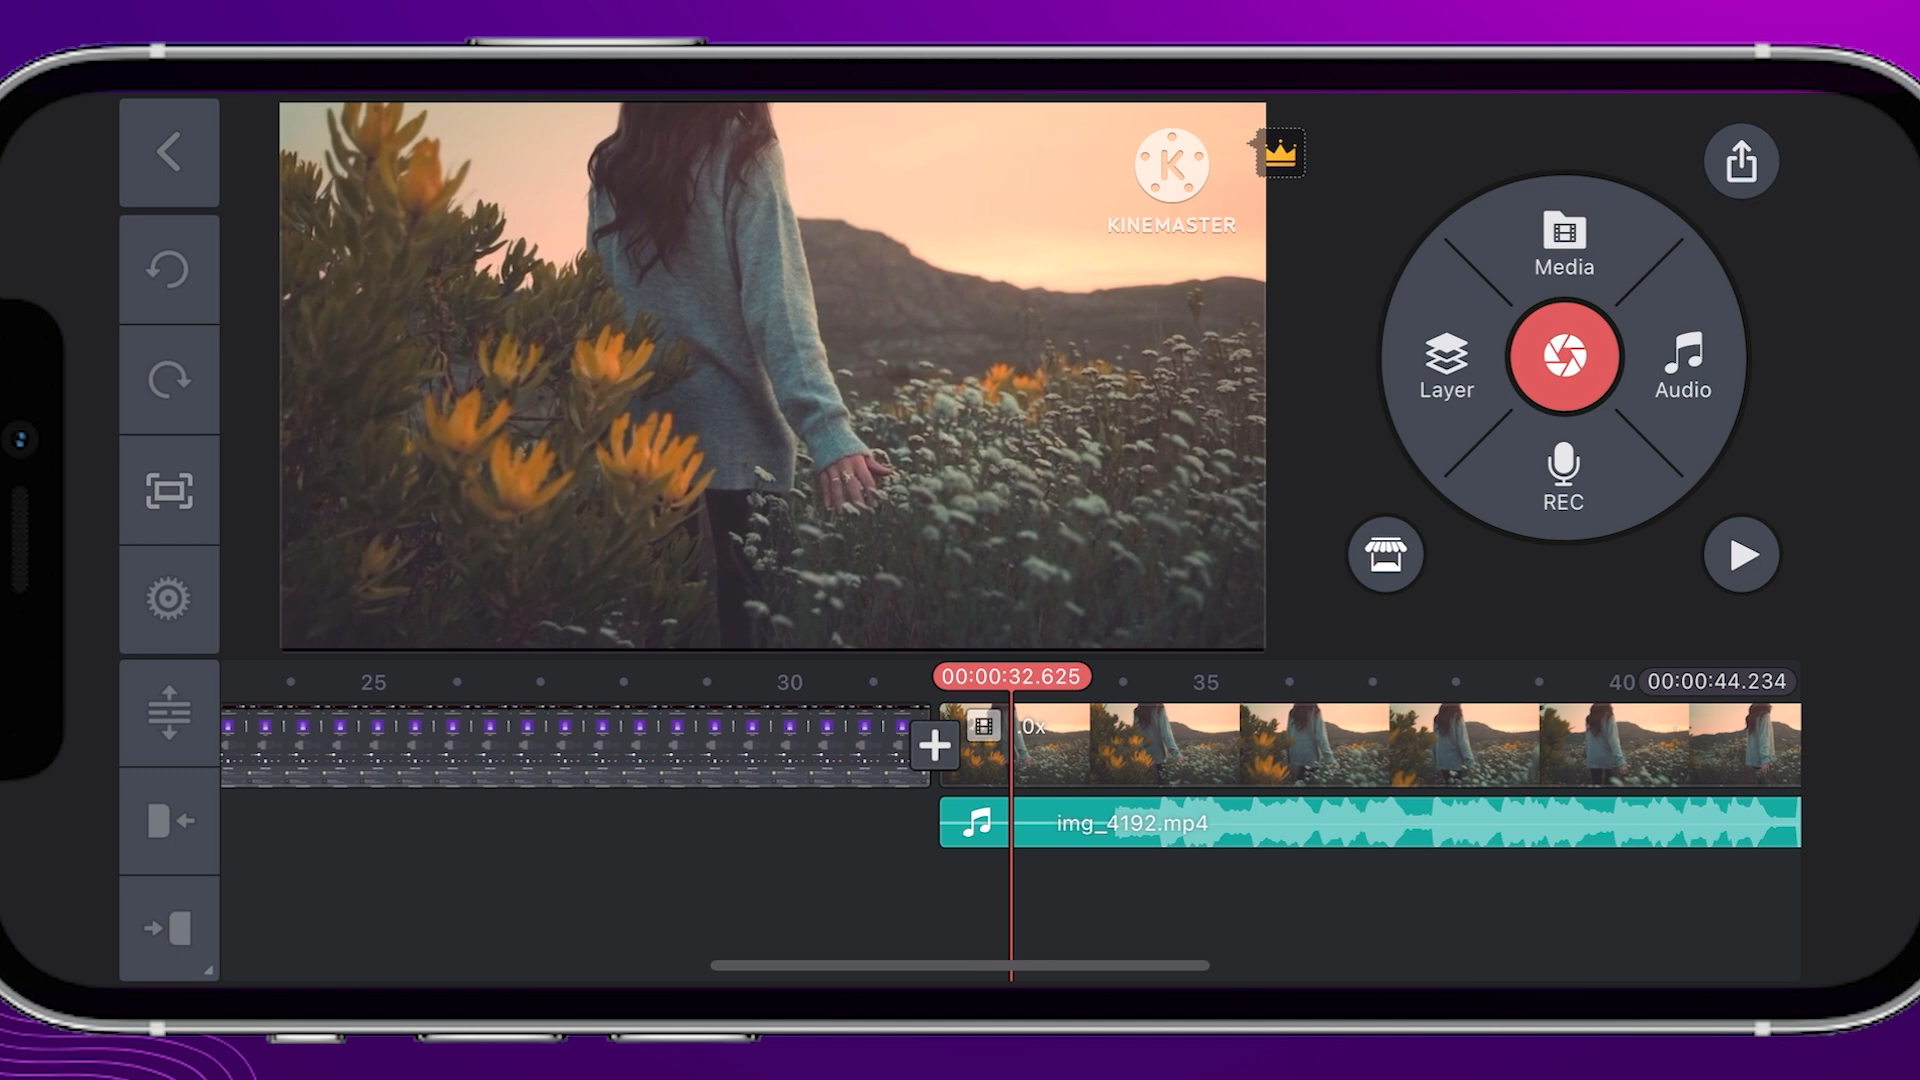 KINEMASTER
Media
Layer
Audio
REC
25
30
00:00:32.625
35
40
00:00:44.234
.0x
img_4192.mp4